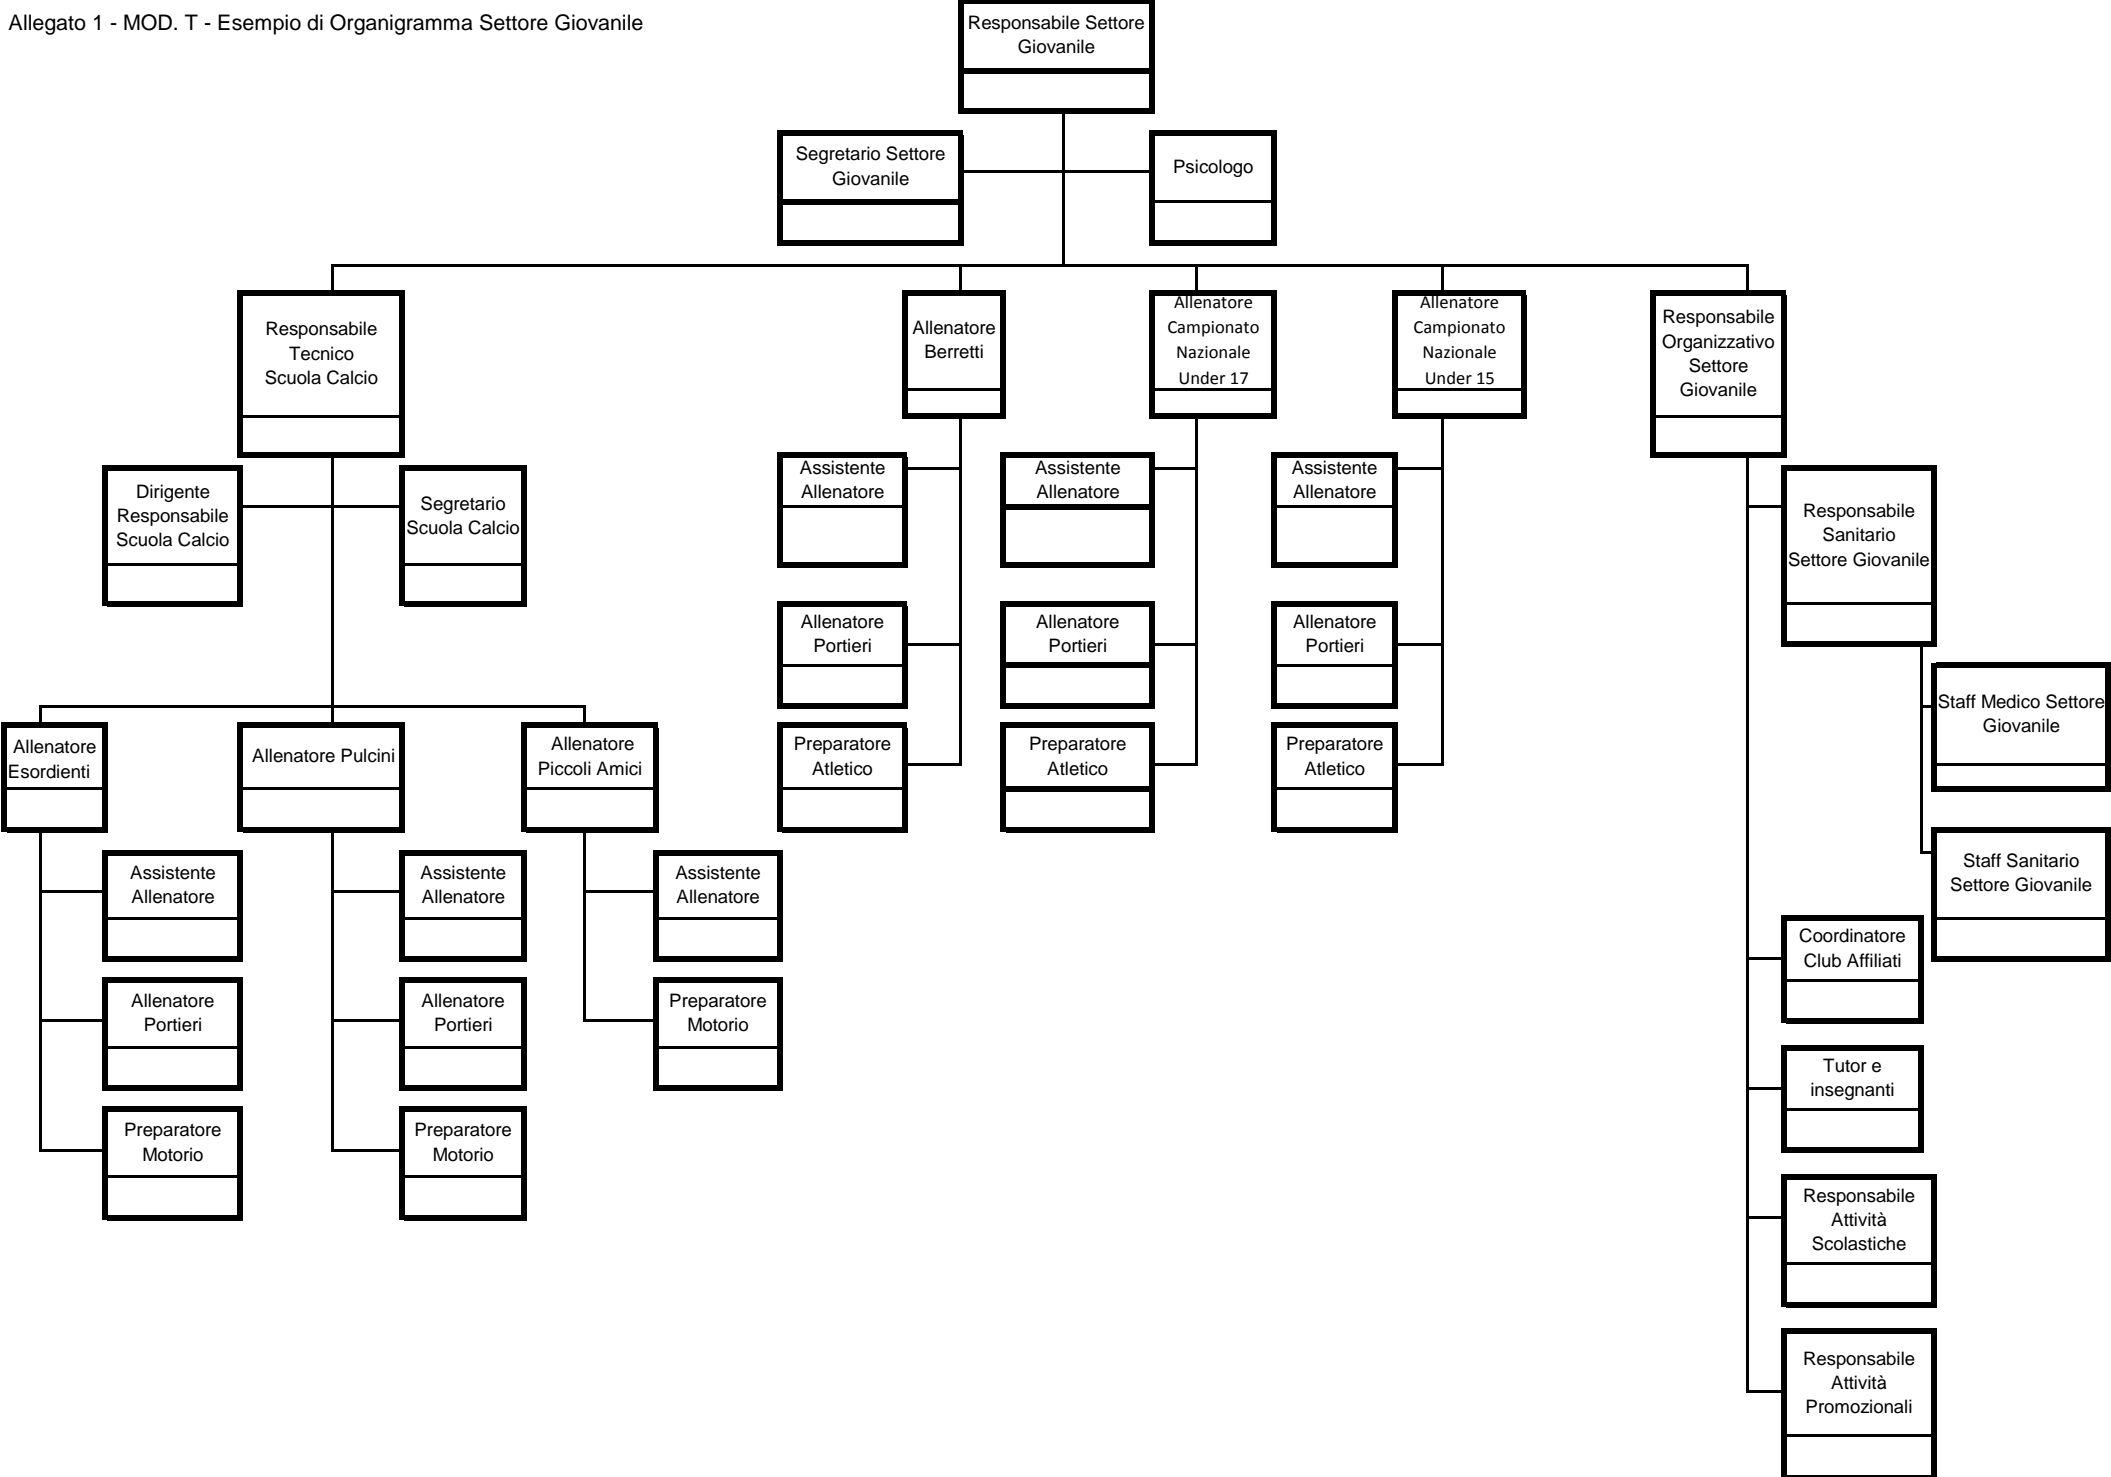 Allegato 1 - MOD. T - Esempio di Organigramma Settore Giovanile
Responsabile Settore
Giovanile
Segretario Settore
Giovanile
Psicologo
Responsabile
Tecnico
Scuola Calcio
Allenatore
Berretti
Allenatore
Campionato
Nazionale
Under 17
Allenatore
Campionato
Nazionale
Under 15
Responsabile
Organizzativo
Settore
Giovanile
Dirigente
Responsabile
Scuola Calcio
Segretario
Scuola Calcio
Assistente
Allenatore
Assistente
Allenatore
Assistente
Allenatore
Responsabile
Sanitario
Settore Giovanile
Allenatore
Portieri
Allenatore
Portieri
Allenatore
Portieri
Staff Medico Settore
Giovanile
Allenatore
Esordienti
Allenatore Pulcini
Allenatore
Piccoli Amici
Preparatore
Atletico
Preparatore
Atletico
Preparatore
Atletico
Staff Sanitario
Settore Giovanile
Assistente
Allenatore
Assistente
Allenatore
Assistente
Allenatore
Coordinatore
Club Affiliati
Allenatore
Portieri
Allenatore
Portieri
Preparatore
Motorio
Tutor e
insegnanti
Preparatore
Motorio
Preparatore
Motorio
Responsabile
Attività
Scolastiche
Responsabile
Attività
Promozionali